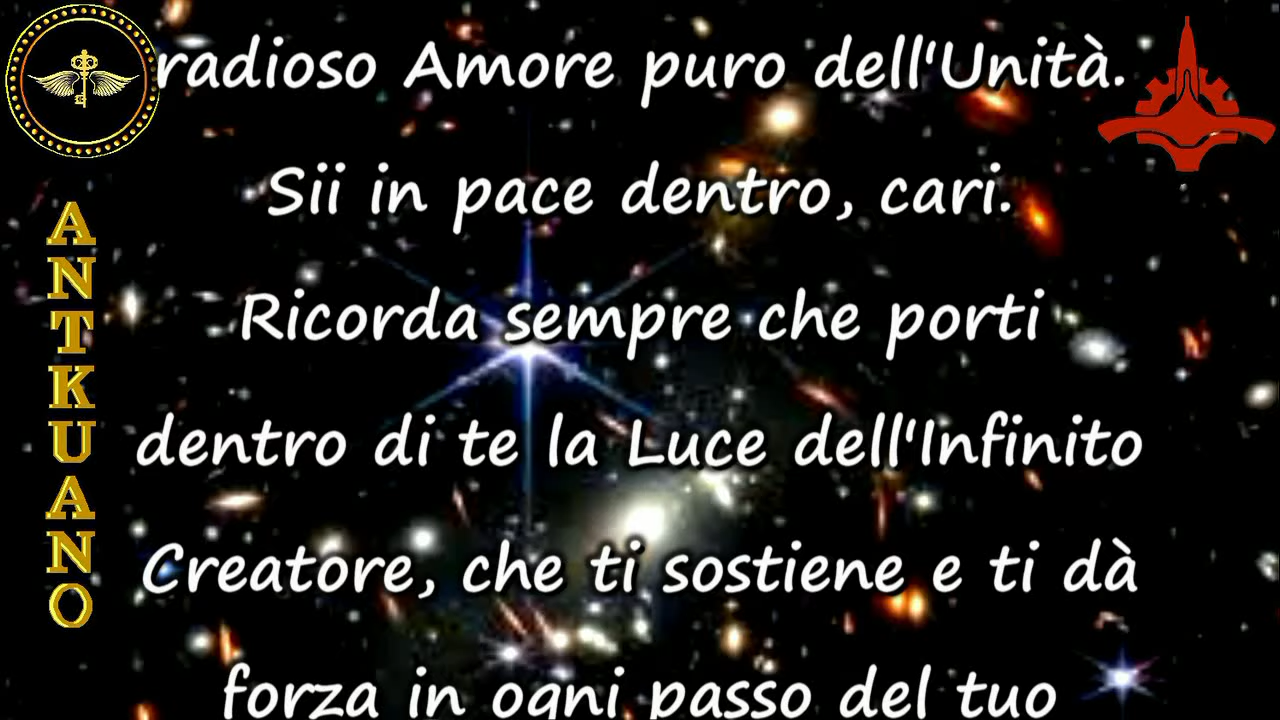 radioso Amore puro dell'Unità.
Sii in pace dentro, cari.
Ricorda sempre che porti
dentro di te la Luce dell'Infinito
Creatore, che ti sostiene e ti dà
forza in ogni passo del tuo
ANTKUANO